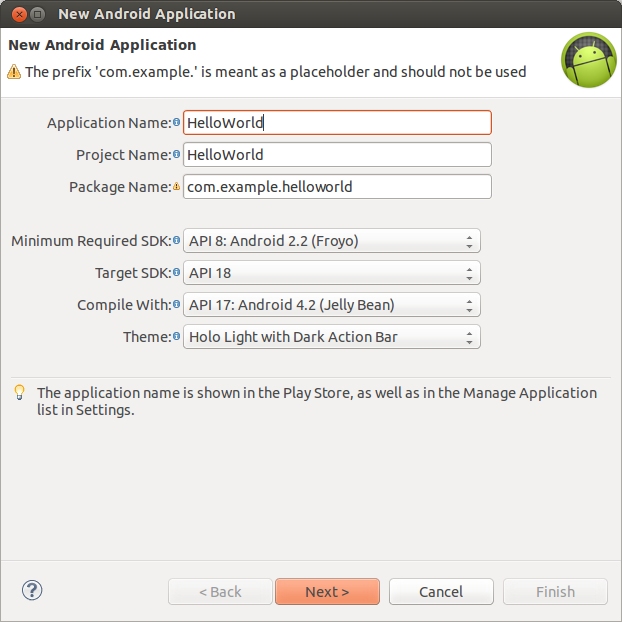 New Android Application
New Android Application
The prefix 'com.example.' is meant as a placeholder and should not be used
Application Name: HelloWorld
Project Name: HelloWorld
Package Name: com.example.helloworld
Minimum Required SDK: API 8: Android 2.2 (Froyo)
Target SDK: API 18
Compile With: API 17: Android 4.2 (Jelly Bean)
Theme: Holo Light with Dark Action Bar
The application name is shown in the Play Store, as well as in the Manage Application
list in Settings.
? < Back Next > Cancel Finish